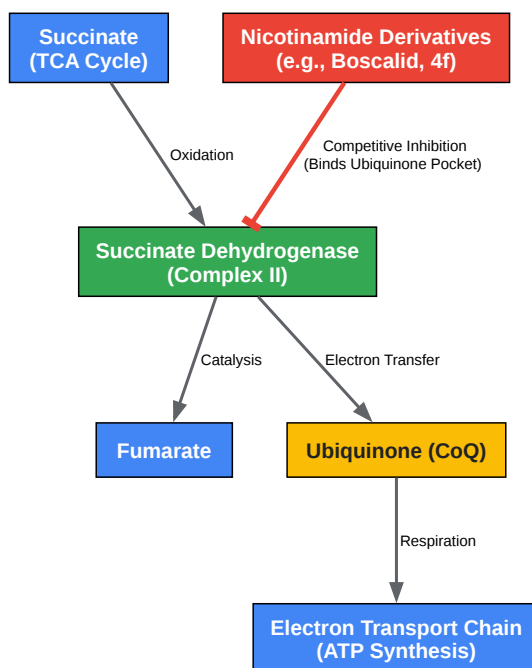 Succinate
(TCA Cycle)
Nicotinamide Derivatives
(e.g., Boscalid, 4f)
Oxidation
Competitive Inhibition
(Binds Ubiquinone Pocket)
Succinate Dehydrogenase
(Complex II)
Catalysis
Electron Transfer
Fumarate
Ubiquinone (CoQ)
Respiration
Electron Transport Chain
(ATP Synthesis)